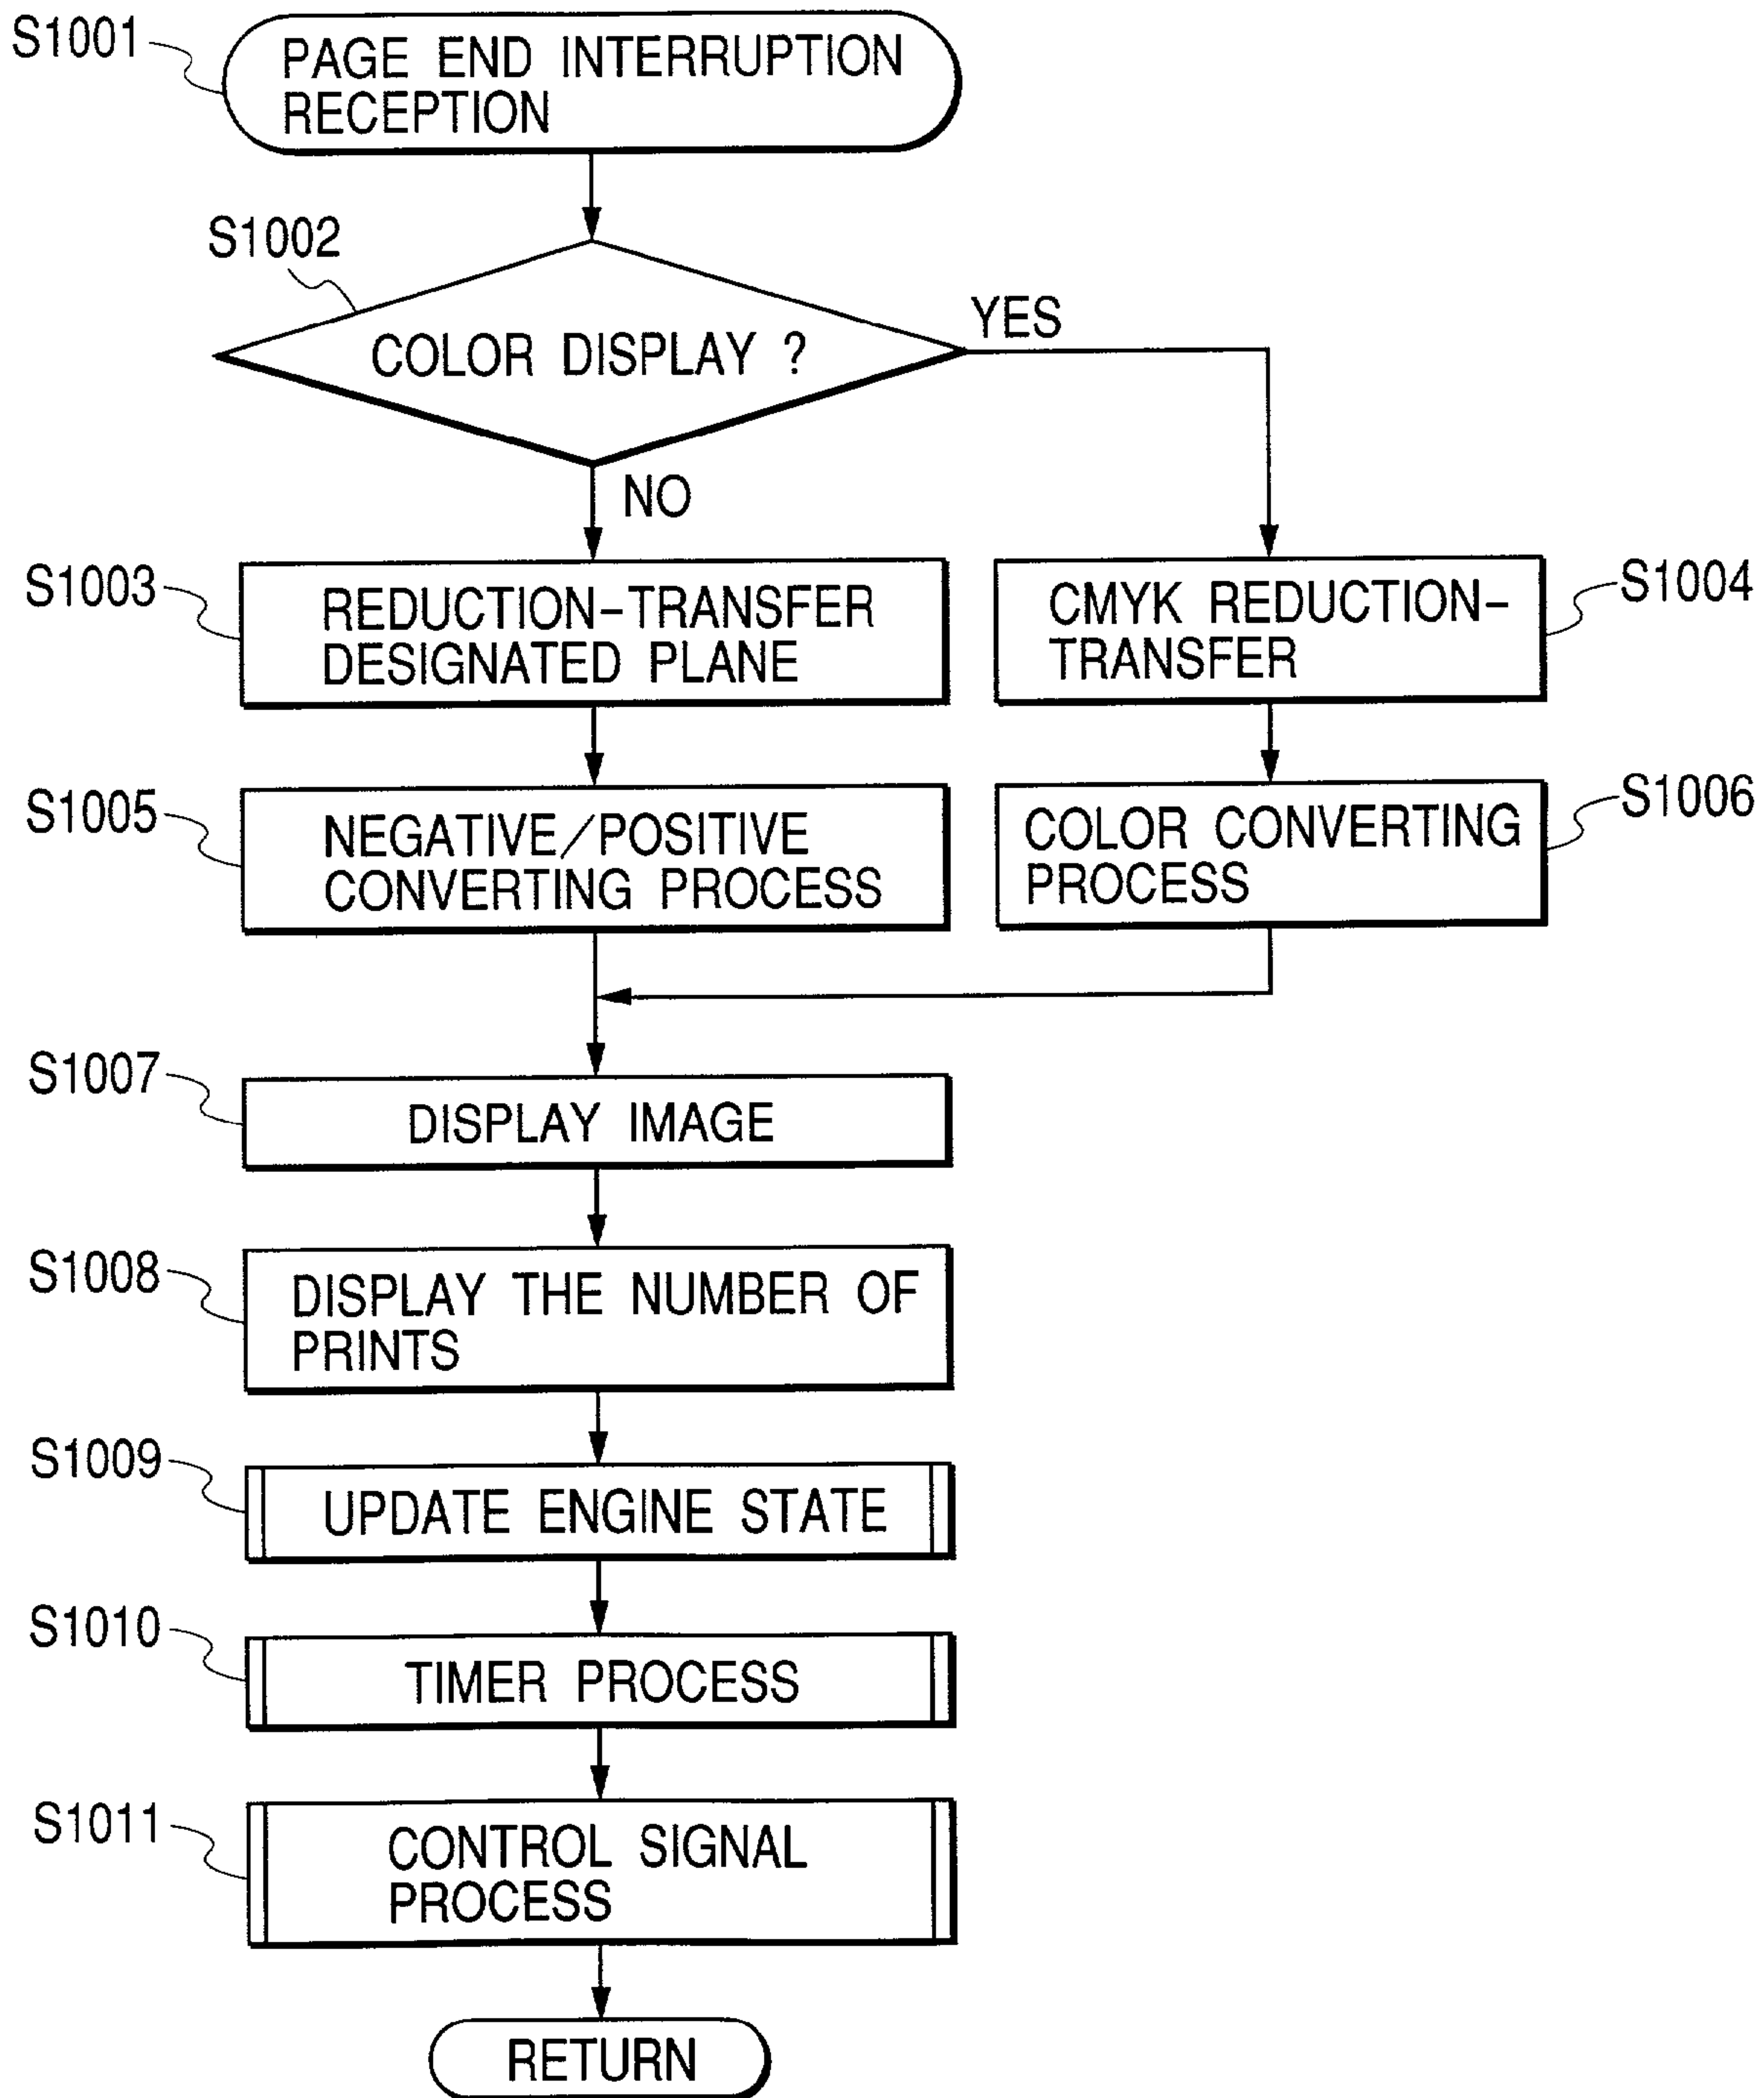 S1001
PAGE END INTERRUPTION
RECEPTION
S1002
COLOR DISPLAY ?
YES
NO
S1003
REDUCTION-TRANSFER
DESIGNATED PLANE
CMYK REDUCTION-
TRANSFER
S1004
S1005
NEGATIVE/POSITIVE
CONVERTING PROCESS
COLOR CONVERTING
PROCESS
S1006
S1007
DISPLAY IMAGE
S1008
DISPLAY THE NUMBER OF
PRINTS
S1009
UPDATE ENGINE STATE
S1010
TIMER PROCESS
S1011
CONTROL SIGNAL
PROCESS
RETURN